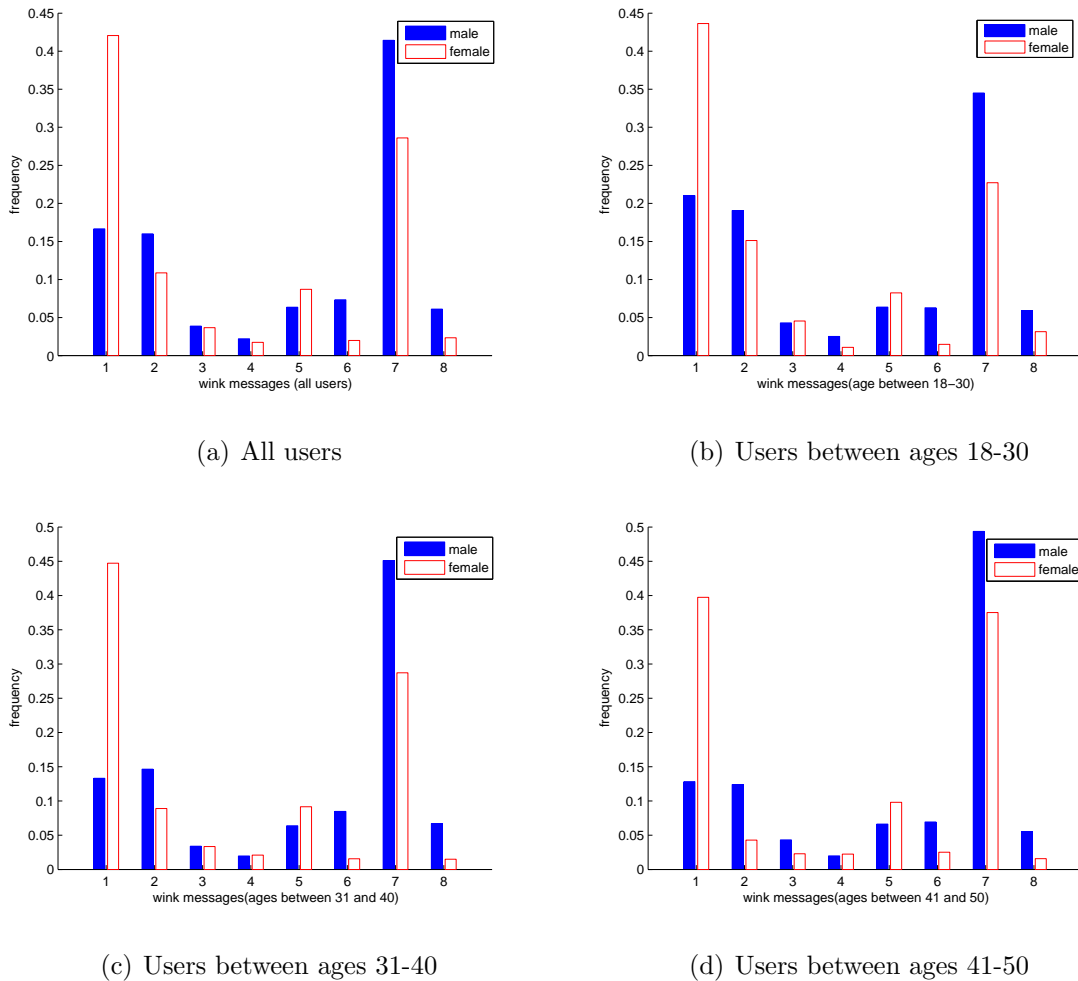 0.45
0.4
0.35
0.3
0.25
0.2
0.15
0.1
0.05
0
frequency
male
female
1 2 3 4 5 6 7 8
wink messages (all users)
(a) All users
0.45
0.4
0.35
0.3
0.25
0.2
0.15
0.1
0.05
0
frequency
male
female
1 2 3 4 5 6 7 8
wink messages(age between 18−30)
(b) Users between ages 18-30
0.5
0.45
0.4
0.35
0.3
0.25
0.2
0.15
0.1
0.05
0
frequency
male
female
1 2 3 4 5 6 7 8
wink messages(ages between 31 and 40)
(c) Users between ages 31-40
0.5
0.45
0.4
0.35
0.3
0.25
0.2
0.15
0.1
0.05
0
frequency
male
female
1 2 3 4 5 6 7 8
wink messages(ages between 41 and 50)
(d) Users between ages 41-50